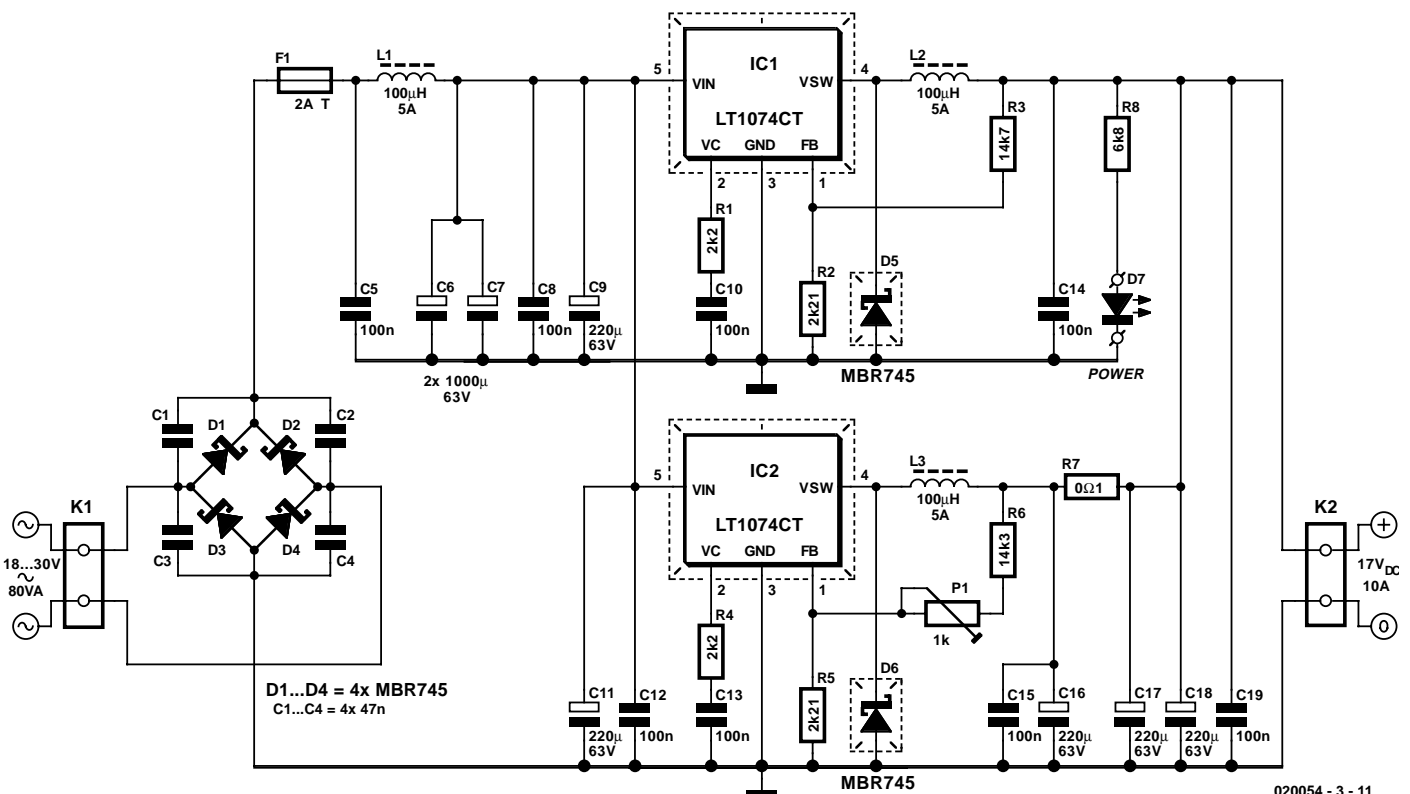 F1
2A T
L1
100µH
5A
5
VIN
IC1
VSW
4
LT1074CT
VC
GND
FB
2
3
1
L2
100µH
5A
R3
14k7
R8
6k8
R1
2k2
R2
2k21
D5
C5
100n
C6
C7
2x 1000µ
63V
C8
100n
C9
220µ
63V
C10
100n
MBR745
C14
100n
D7
POWER
C1
D1
D2
C2
C3
D3
D4
C4
K1
18...30V
80VA
D1...D4 = 4x MBR745
C1...C4 = 4x 47n
5
VIN
IC2
VSW
4
LT1074CT
VC
GND
FB
2
3
1
L3
100µH
5A
R7
0Ω1
R6
14k3
P1
1k
R4
2k2
R5
2k21
D6
C11
220µ
63V
C12
100n
C13
100n
MBR745
C15
100n
C16
220µ
63V
C17
220µ
63V
C18
220µ
63V
C19
100n
K2
+
17VDC
10A
0
020054 - 3 - 11